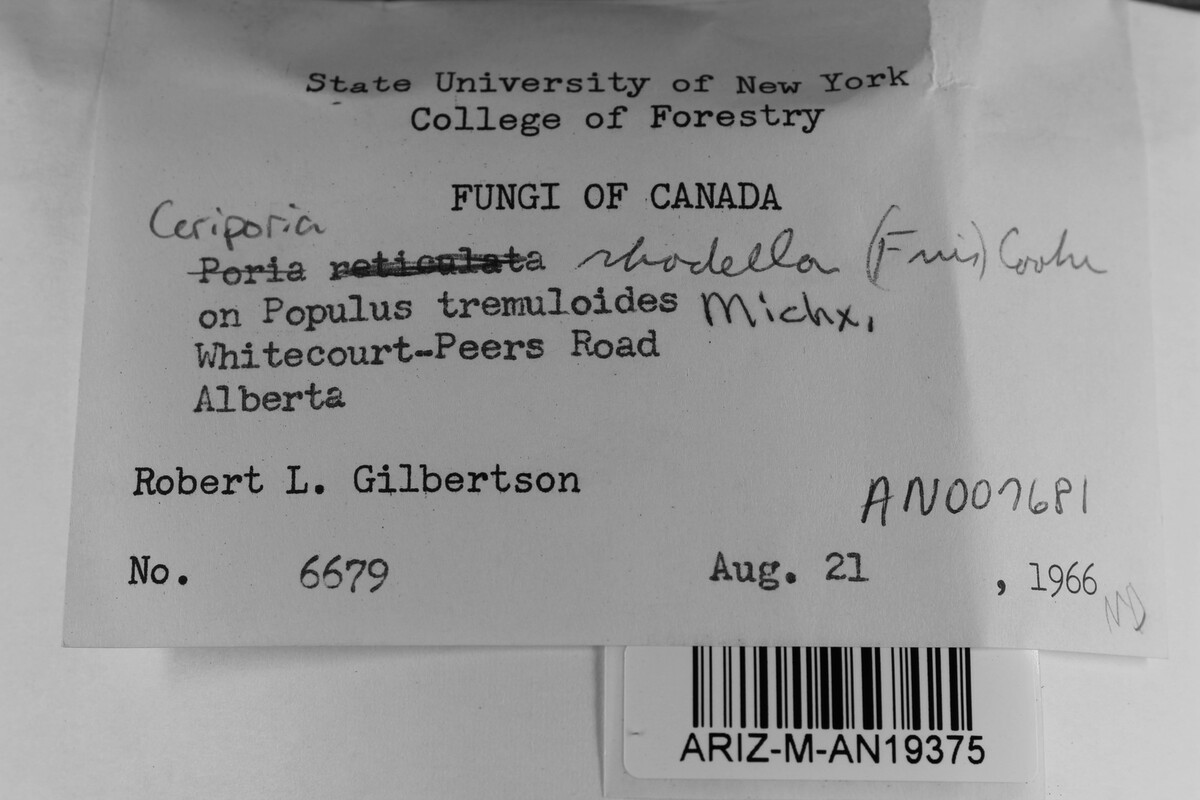 State University of New York
College of Forestry
FUNGI OF CANADA
Ceriporia
Poria reticulata rhodella (Fries) Cooke
on Populus tremuloides Michx.
Whitecourt-Peers Road
Alberta
Robert L. Gilbertson
AN007681
No. 6679 Aug. 21 , 1966
ARIZ-M-AN19375